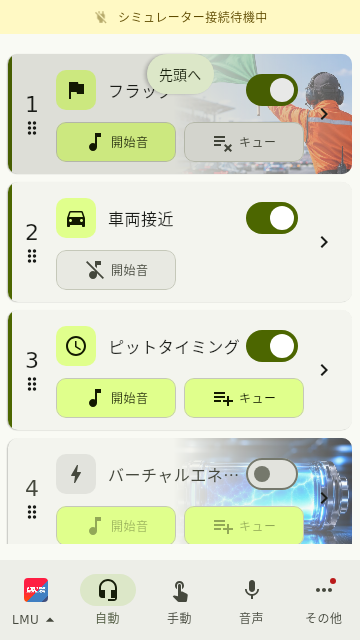 シミュレーター接続待機中
先頭へ
1
フラッグ
開始音
キュー
2
車両接近
開始音
3
ピットタイミング
開始音
キュー
4
バーチャルエネ…
開始音
キュー
LMU
自動
手動
音声
その他